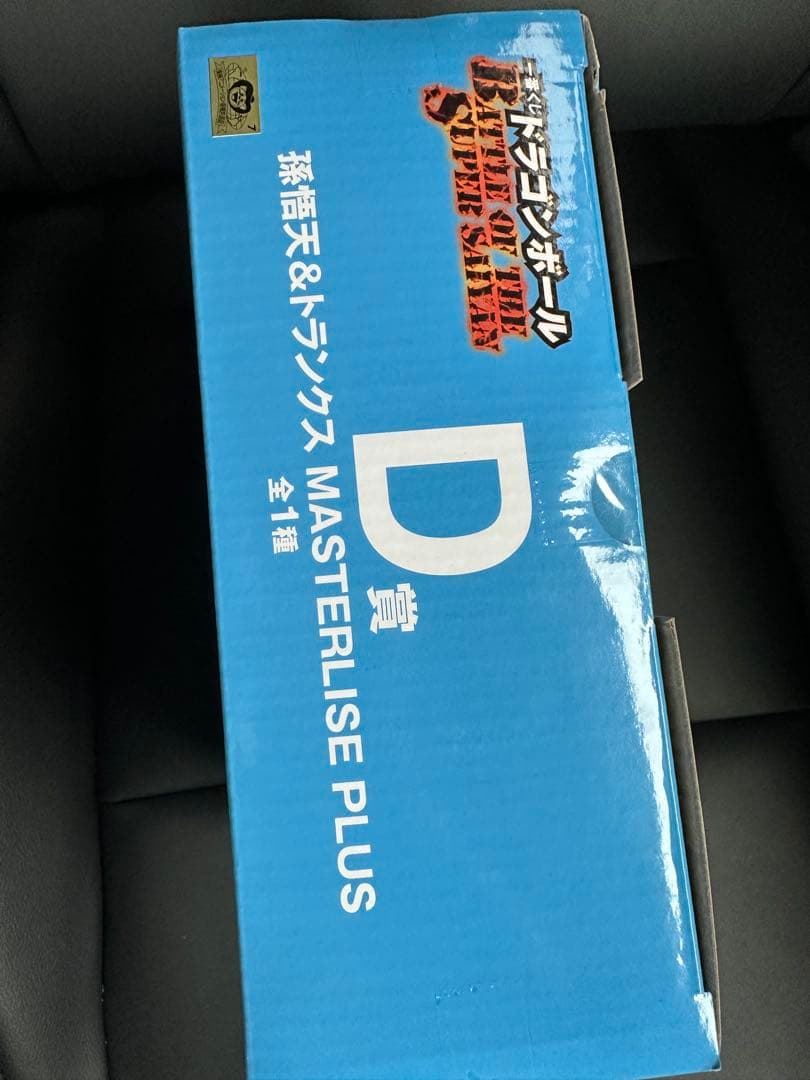 一番くじ
ドラゴンボール
BATTLE OF THE
SUPER SAIYAN
D賞
孫悟天&トランクス MASTERLISE PLUS
全1種